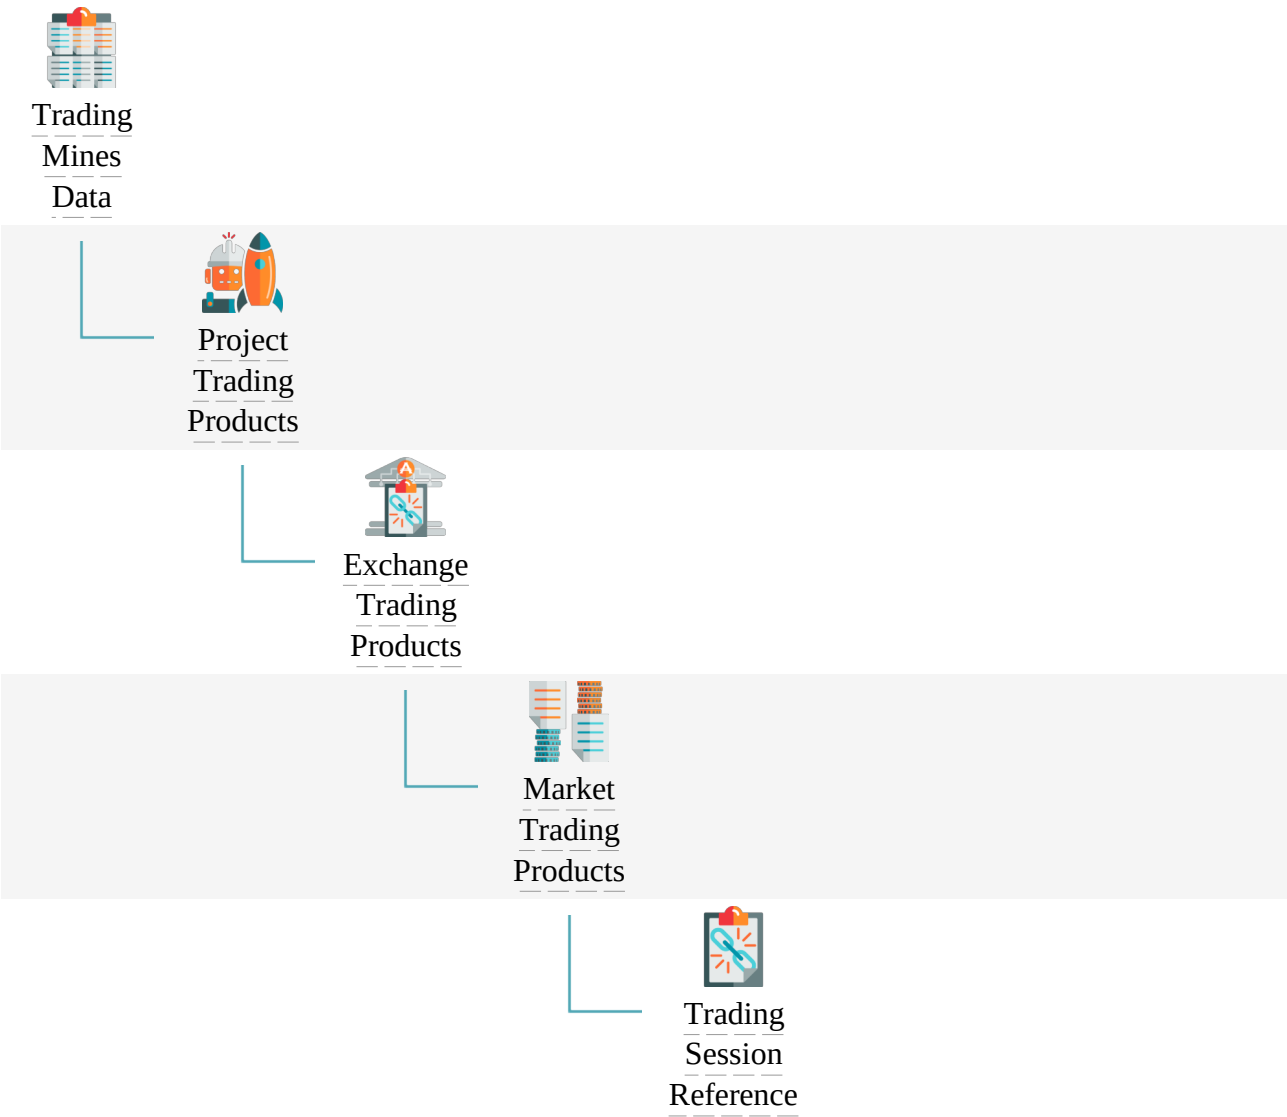 Trading
Mines
Data
Project
Trading
Products
Exchange
Trading
Products
Market
Trading
Products
Trading
Session
Reference